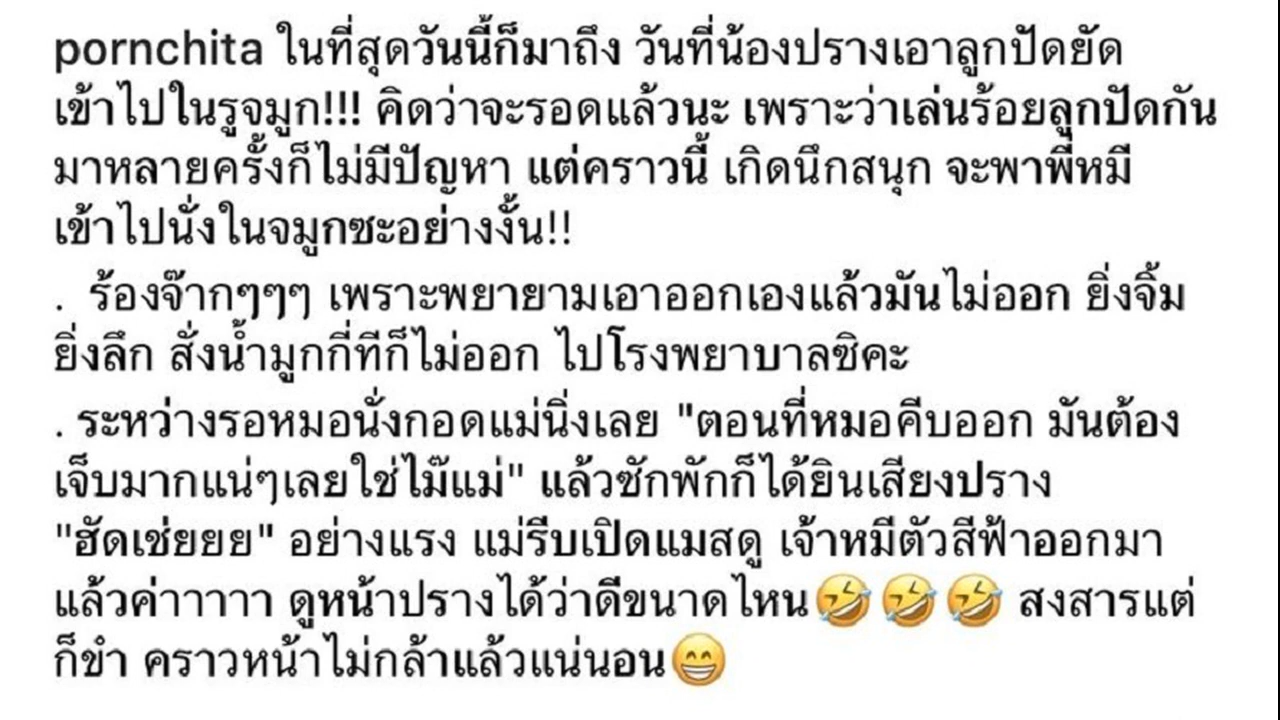 pornchita ในที่สุดวันนี้ก็มาถึง วันที่น้องปรางเอาลูกปัดยัด
เข้าไปในรูจมูก!!! คิดว่าจะรอดแล้วนะ เพราะว่าเล่นร้อยลูกปัดกัน
มาหลายครั้งก็ไม่มีปัญหา แต่คราวนี้ เกิดนึกสนุก จะพาพี่หมี
เข้าไปนั่งในจมูกซะอย่างงั้น!!
. ร้องจ๊ากๆๆๆ เพราะพยายามเอาออกเองแล้วมันไม่ออก ยิ่งจิ้ม
ยิ่งลึก สั่งน้ำมูกกี่ทีก็ไม่ออก ไปโรงพยาบาลซิคะ
. ระหว่างรอหมอนั่งกอดแม่นิ่งเลย "ตอนที่หมอคีบออก มันต้อง
เจ็บมากแน่ๆเลยใช่ไม๊แม่" แล้วซักพักก็ได้ยินเสียงปราง
"ฮัดเช่ยยย" อย่างแรง แม่รีบเปิดแมสดู เจ้าหมีตัวสีฟ้าออกมา
แล้วค่าาาาา ดูหน้าปรางได้ว่าดีขนาดไหน🤣🤣🤣 สงสารแต่
ก็ขำ คราวหน้าไม่กล้าแล้วแน่นอน😁